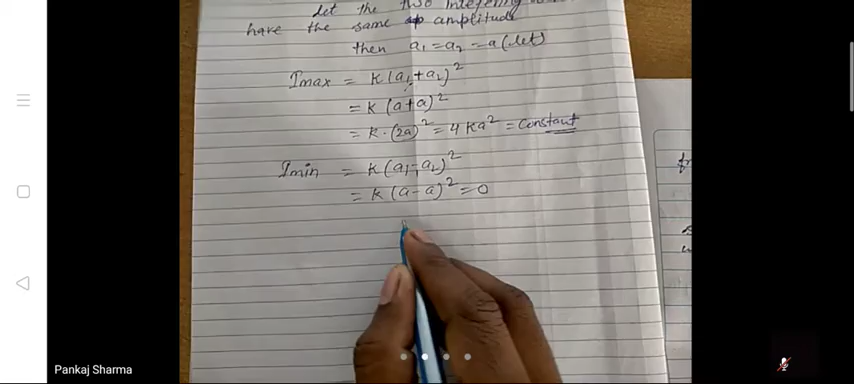 Let the two interfering
have the same amplitude
then a₁ = a₂ = a (let)
Imax = K(a₁+a₂)²
= K (a+a)²
= K·(2a)² = 4Ka² = constant
Imin = K(a₁-a₂)²
= K (a-a)² = 0
Pankaj Sharma